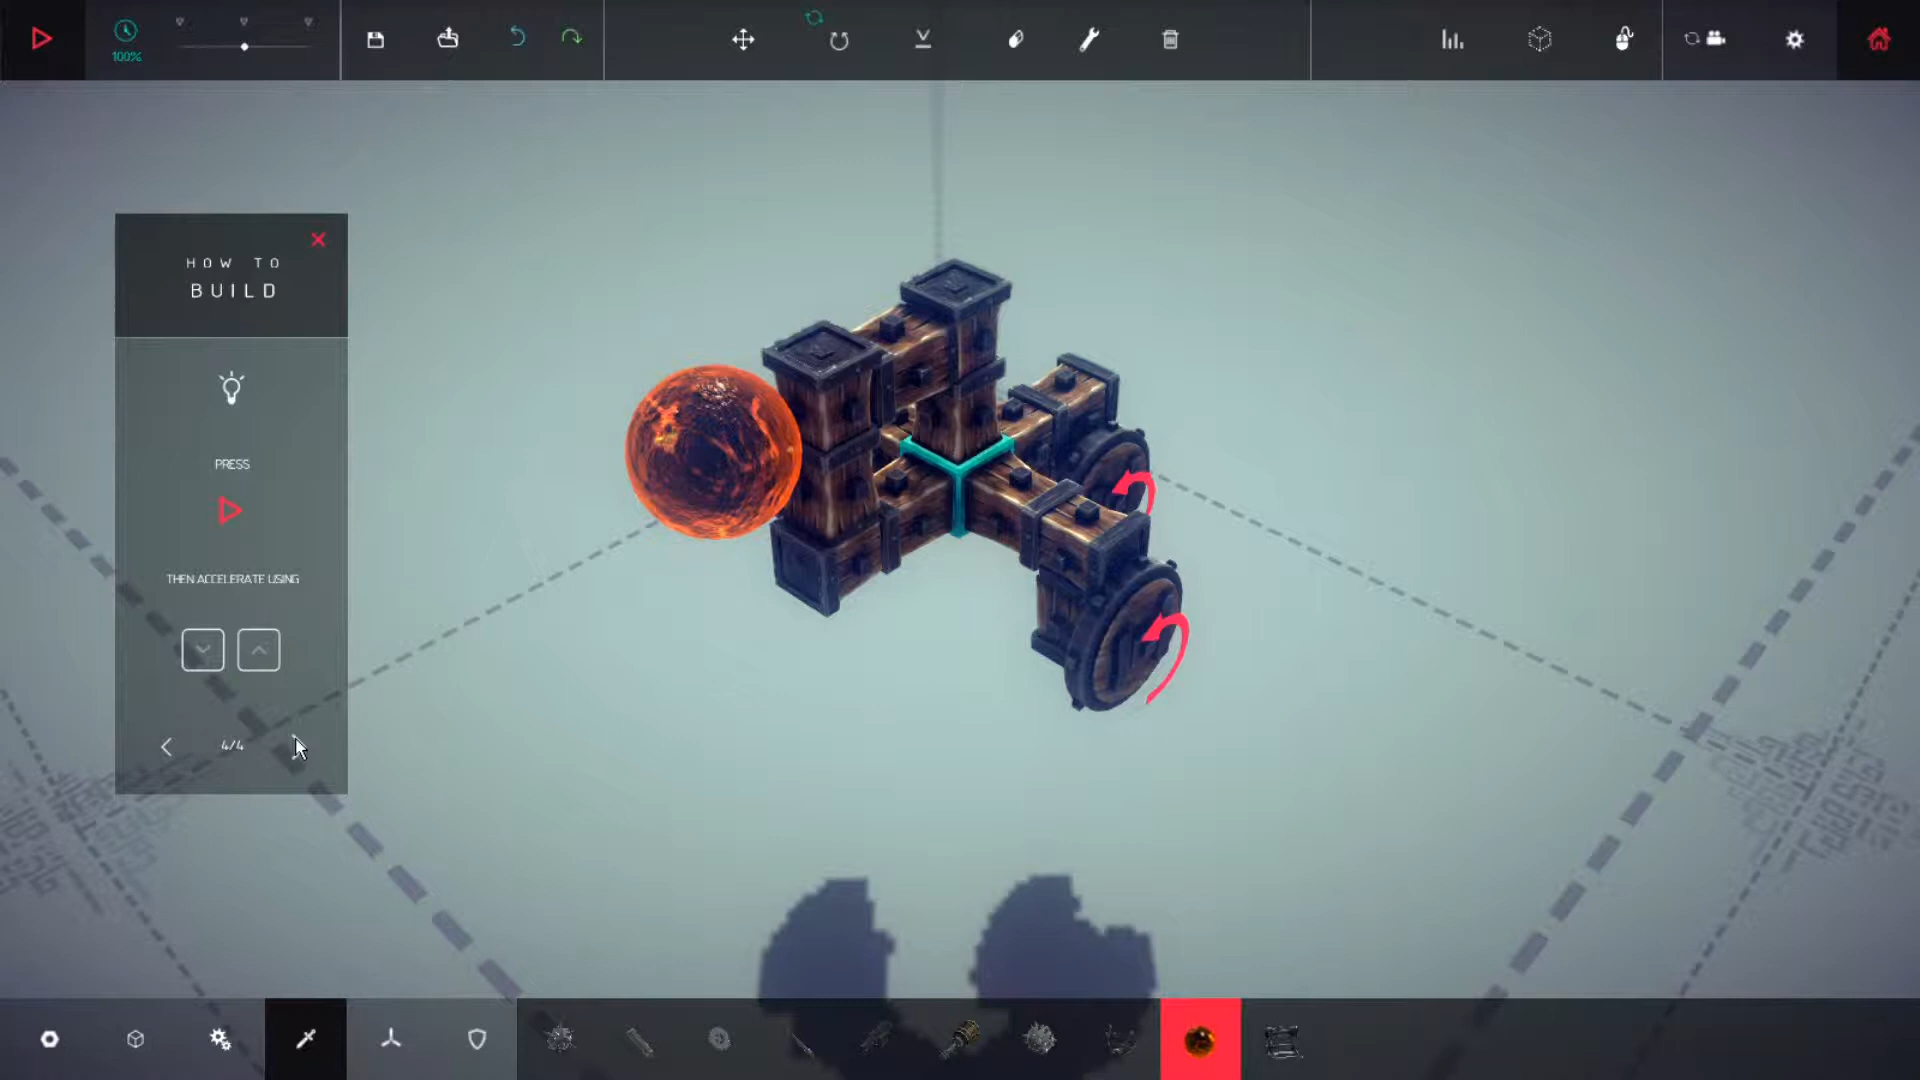 100%
HOW TO
BUILD
PRESS
THEN ACCELERATE USING
4/4